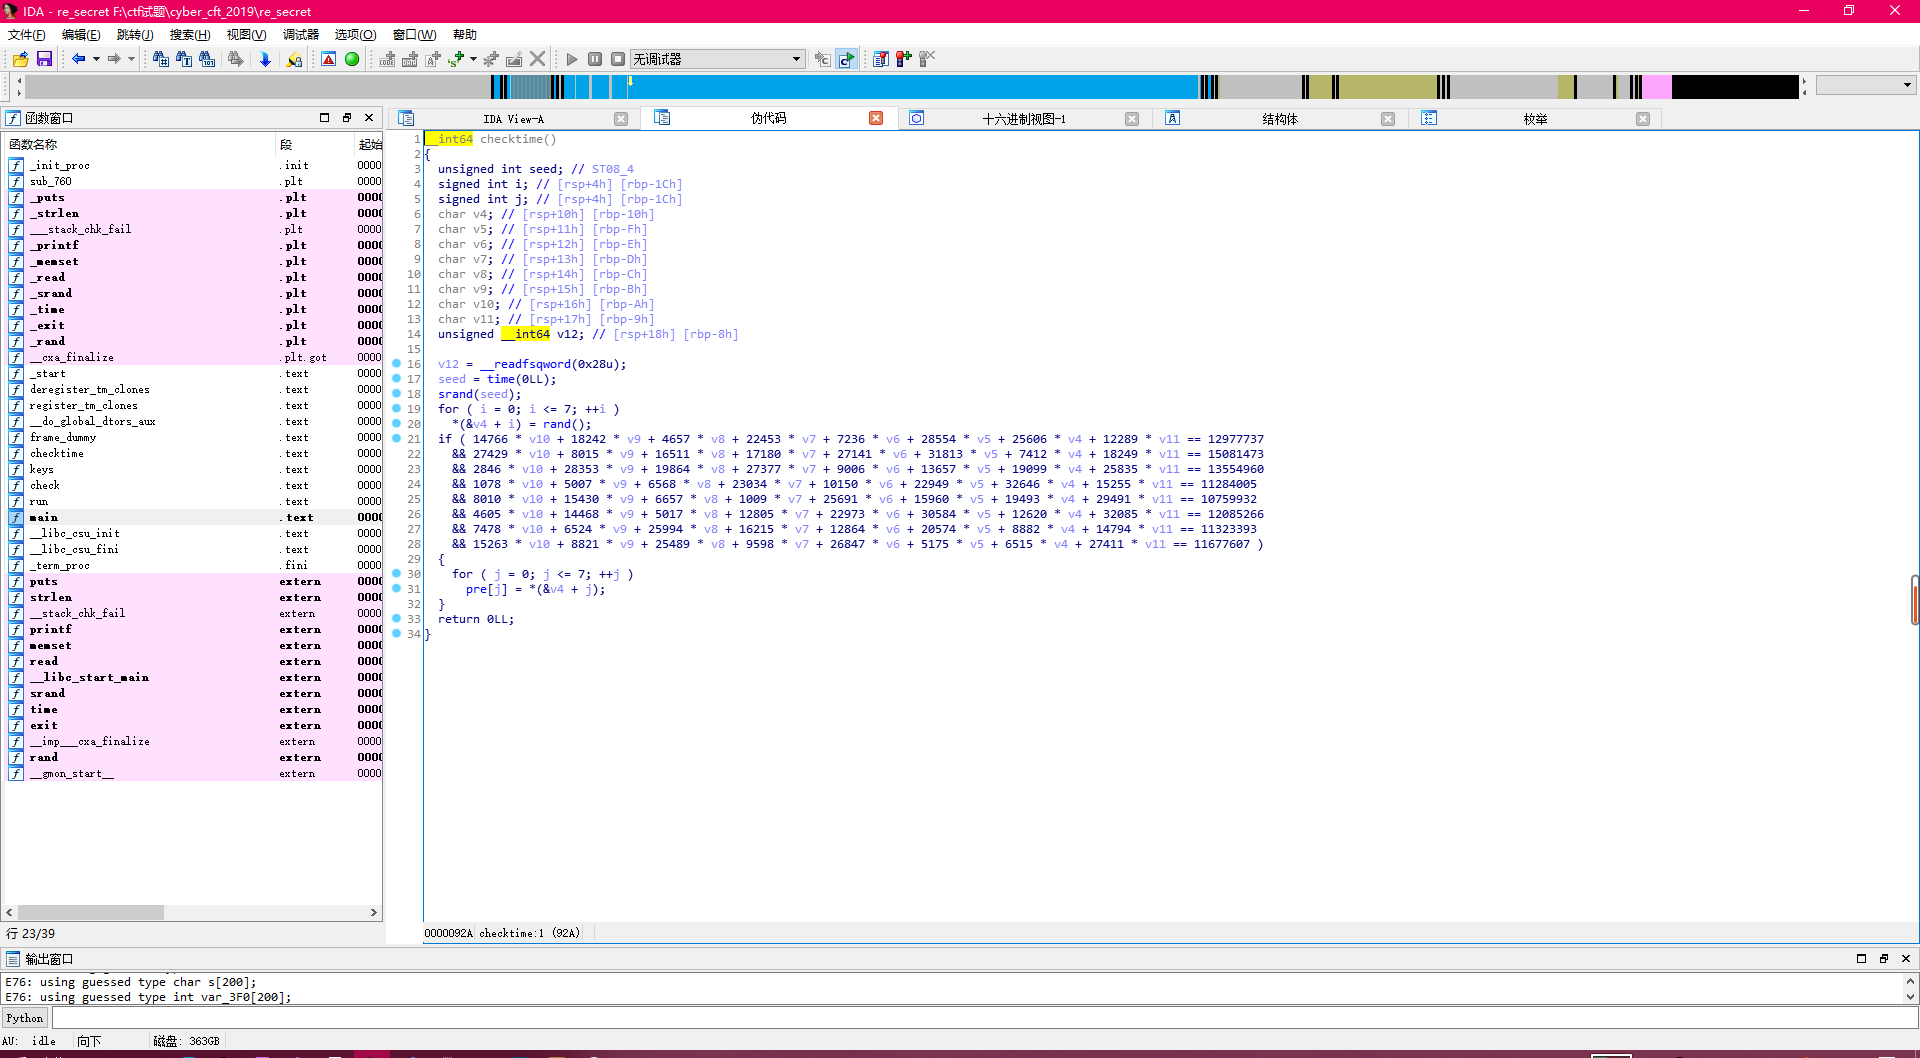 IDA - re_secret F:\ctf试题\cyber_cft_2019\re_secret
文件(F) 编辑(E) 跳转(J) 搜索(H) 视图(V) 调试器 选项(O) 窗口(W) 帮助
无调试器
函数窗口
IDA View-A 伪代码 十六进制视图-1 结构体 枚举
函数名称 段 起始
_init_proc .init 0000
sub_760 .plt 0000
_puts .plt 0000
_strlen .plt 0000
___stack_chk_fail .plt 0000
_printf .plt 0000
_memset .plt 0000
_read .plt 0000
_srand .plt 0000
_time .plt 0000
_exit .plt 0000
_rand .plt 0000
__cxa_finalize .plt.got 0000
_start .text 0000
deregister_tm_clones .text 0000
register_tm_clones .text 0000
__do_global_dtors_aux .text 0000
frame_dummy .text 0000
checktime .text 0000
keys .text 0000
check .text 0000
run .text 0000
main .text 0000
__libc_csu_init .text 0000
__libc_csu_fini .text 0000
_term_proc .fini 0000
puts extern 0000
strlen extern 0000
__stack_chk_fail extern 0000
printf extern 0000
memset extern 0000
read extern 0000
__libc_start_main extern 0000
srand extern 0000
time extern 0000
exit extern 0000
__imp___cxa_finalize extern 0000
rand extern 0000
__gmon_start__ extern 0000
行 23/39
1 __int64 checktime()
2 {
3 unsigned int seed; // ST08_4
4 signed int i; // [rsp+4h] [rbp-1Ch]
5 signed int j; // [rsp+4h] [rbp-1Ch]
6 char v4; // [rsp+10h] [rbp-10h]
7 char v5; // [rsp+11h] [rbp-Fh]
8 char v6; // [rsp+12h] [rbp-Eh]
9 char v7; // [rsp+13h] [rbp-Dh]
10 char v8; // [rsp+14h] [rbp-Ch]
11 char v9; // [rsp+15h] [rbp-Bh]
12 char v10; // [rsp+16h] [rbp-Ah]
13 char v11; // [rsp+17h] [rbp-9h]
14 unsigned __int64 v12; // [rsp+18h] [rbp-8h]
15
16 v12 = __readfsqword(0x28u);
17 seed = time(0LL);
18 srand(seed);
19 for ( i = 0; i <= 7; ++i )
20 *(&v4 + i) = rand();
21 if ( 14766 * v10 + 18242 * v9 + 4657 * v8 + 22453 * v7 + 7236 * v6 + 28554 * v5 + 25606 * v4 + 12289 * v11 == 12977737
22 && 27429 * v10 + 8015 * v9 + 16511 * v8 + 17180 * v7 + 27141 * v6 + 31813 * v5 + 7412 * v4 + 18249 * v11 == 15081473
23 && 2846 * v10 + 28353 * v9 + 19864 * v8 + 27377 * v7 + 9006 * v6 + 13657 * v5 + 19099 * v4 + 25835 * v11 == 13554960
24 && 1078 * v10 + 5007 * v9 + 6568 * v8 + 23034 * v7 + 10150 * v6 + 22949 * v5 + 32646 * v4 + 15255 * v11 == 11284005
25 && 8010 * v10 + 15430 * v9 + 6657 * v8 + 1009 * v7 + 25691 * v6 + 15960 * v5 + 19493 * v4 + 29491 * v11 == 10759932
26 && 4605 * v10 + 14468 * v9 + 5017 * v8 + 12805 * v7 + 22973 * v6 + 30584 * v5 + 12620 * v4 + 32085 * v11 == 12085266
27 && 7478 * v10 + 6524 * v9 + 25994 * v8 + 16215 * v7 + 12864 * v6 + 20574 * v5 + 8882 * v4 + 14794 * v11 == 11323393
28 && 15263 * v10 + 8821 * v9 + 25489 * v8 + 9598 * v7 + 26847 * v6 + 5175 * v5 + 6515 * v4 + 27411 * v11 == 11677607 )
29 {
30 for ( j = 0; j <= 7; ++j )
31 pre[j] = *(&v4 + j);
32 }
33 return 0LL;
34 }
0000092A checktime:1 (92A)
输出窗口
E76: using guessed type char s[200];
E76: using guessed type int var_3F0[200];
Python
AU: idle 向下 磁盘: 363GB